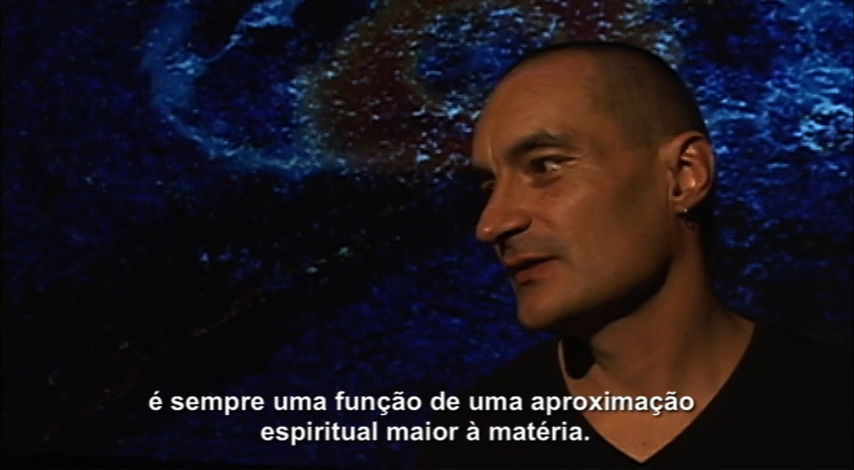 é sempre uma função de uma aproximação
espiritual maior à matéria.